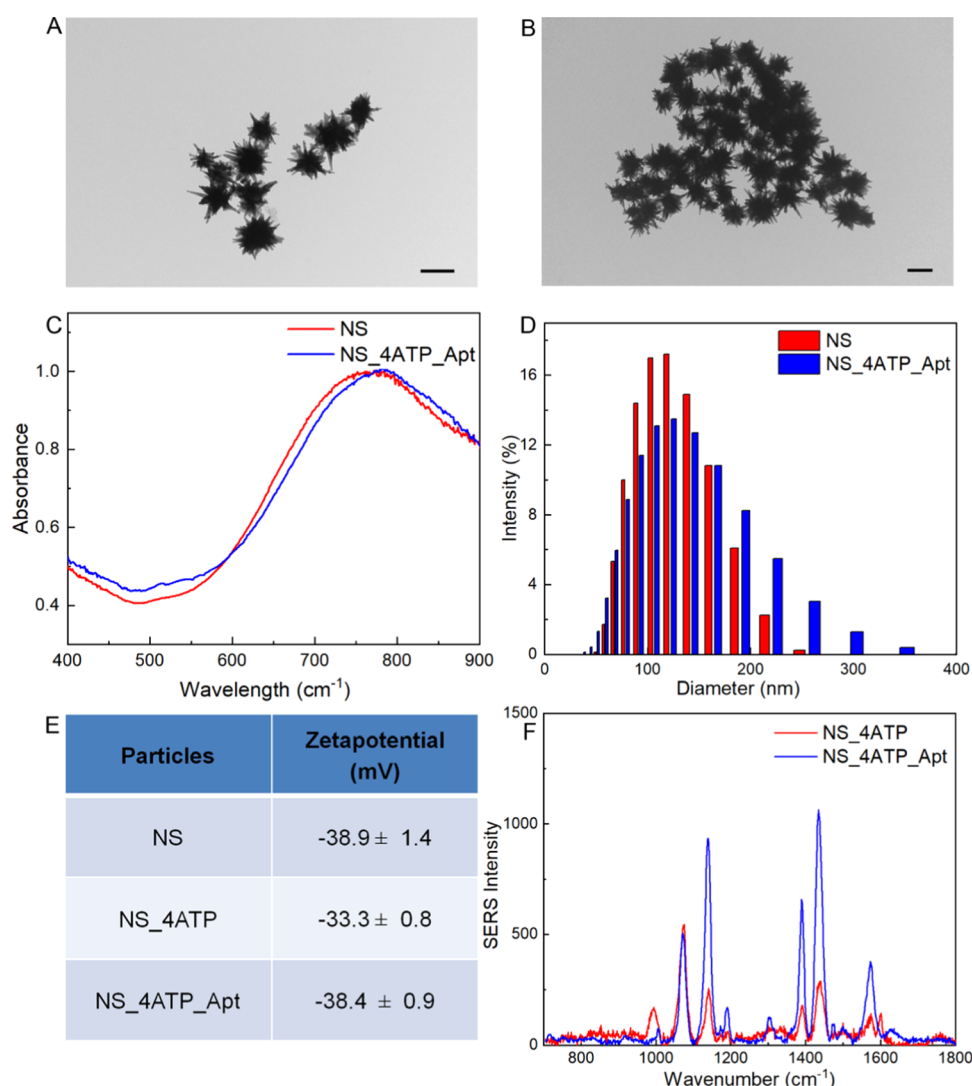 A
B
C
NS
NS_4ATP_Apt
1.0
0.8
0.6
0.4
Absorbance
400
500
600
700
800
900
Wavelength (cm-1)
D
NS
NS_4ATP_Apt
16
12
8
4
0
Intensity (%)
0
100
200
300
400
Diameter (nm)
E
Particles
Zetapotential
(mV)
NS
-38.9 ± 1.4
NS_4ATP
-33.3 ± 0.8
NS_4ATP_Apt
-38.4 ± 0.9
F
NS_4ATP
NS_4ATP_Apt
1500
1000
500
0
SERS Intensity
1000
1200
1400
1600
1800
Wavenumber (cm-1)